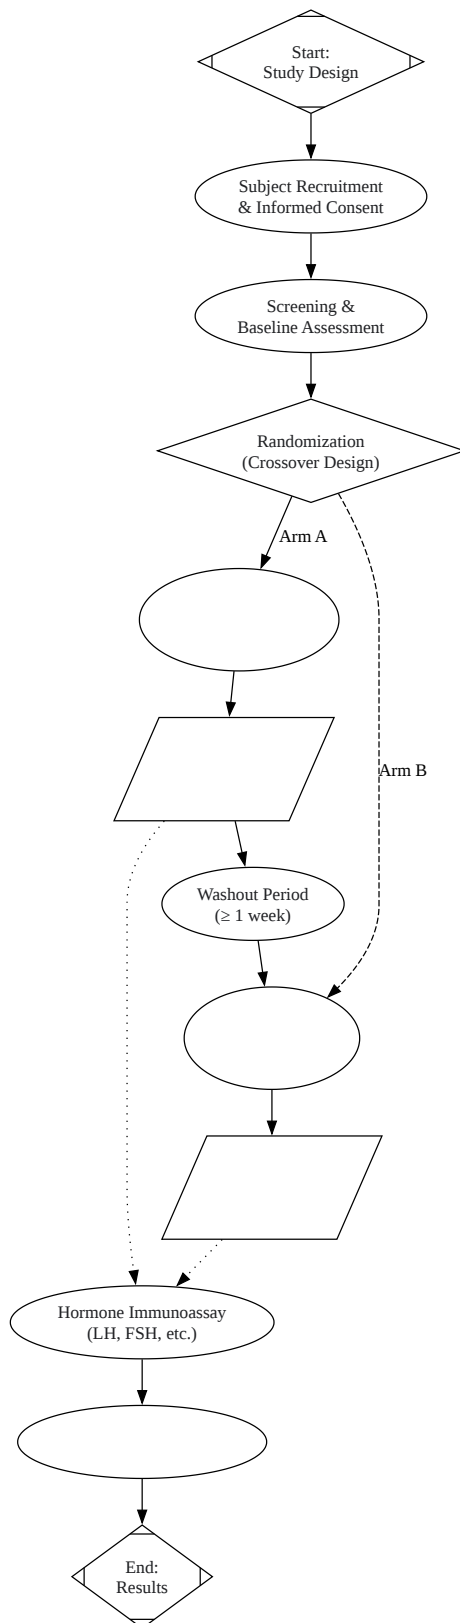 Start:
Study Design
Subject Recruitment
& Informed Consent
Screening &
Baseline Assessment
Randomization
(Crossover Design)
Arm A
Arm B
Washout Period
(≥ 1 week)
Hormone Immunoassay
(LH, FSH, etc.)
End:
Results